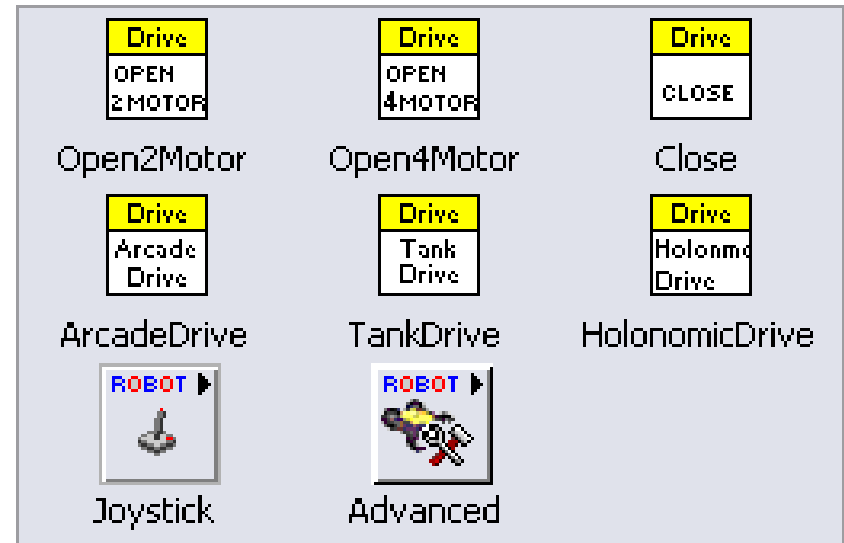 Drive Drive Drive
OPEN OPEN CLOSE
2MOTOR 4MOTOR
Open2Motor Open4Motor Close
Drive Drive Drive
Arcade Tank Holonmc
Drive Drive Drive
ArcadeDrive TankDrive HolonomicDrive
ROBOT ROBOT
Joystick Advanced